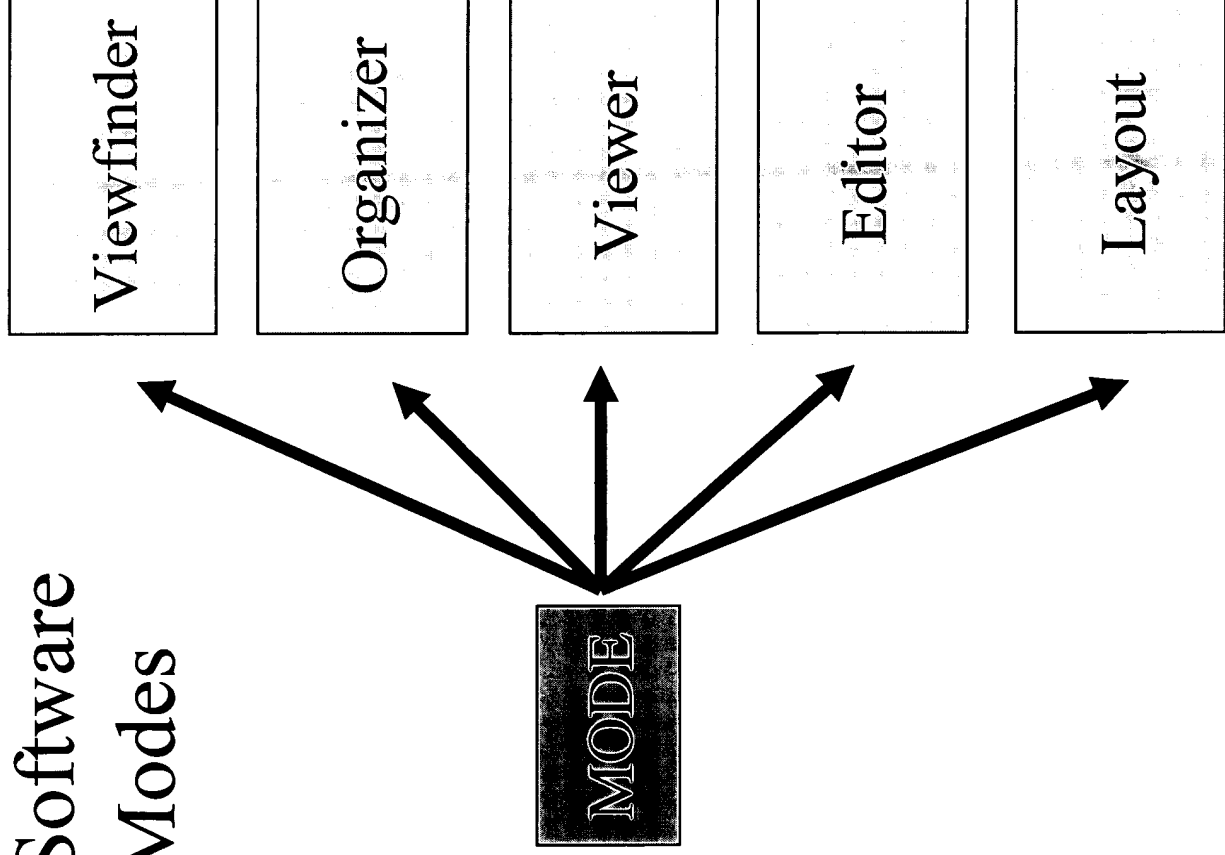 Software
Modes
MODE
Viewfinder
Organizer
Viewer
Editor
Layout